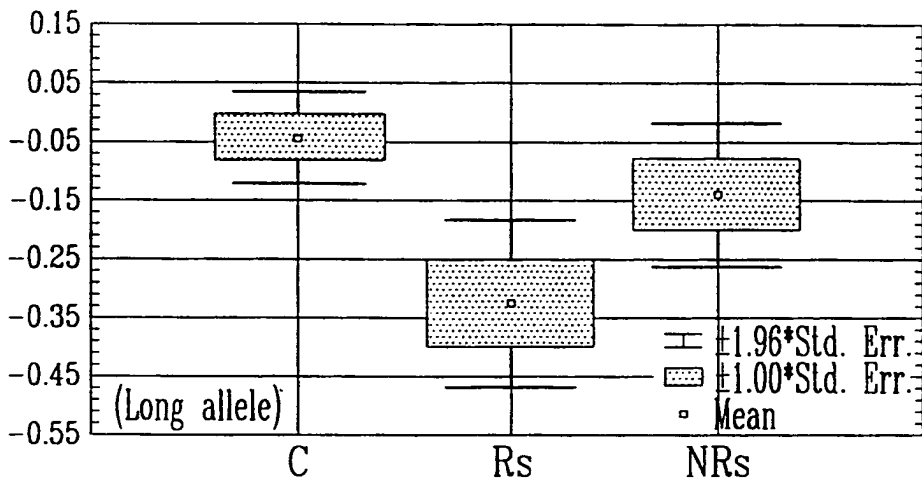 0.15
0.05
-0.05
-0.15
-0.25
-0.35
-0.45
-0.55
(Long allele)
±1.96*Std. Err.
±1.00*Std. Err.
Mean
C Rs NRs